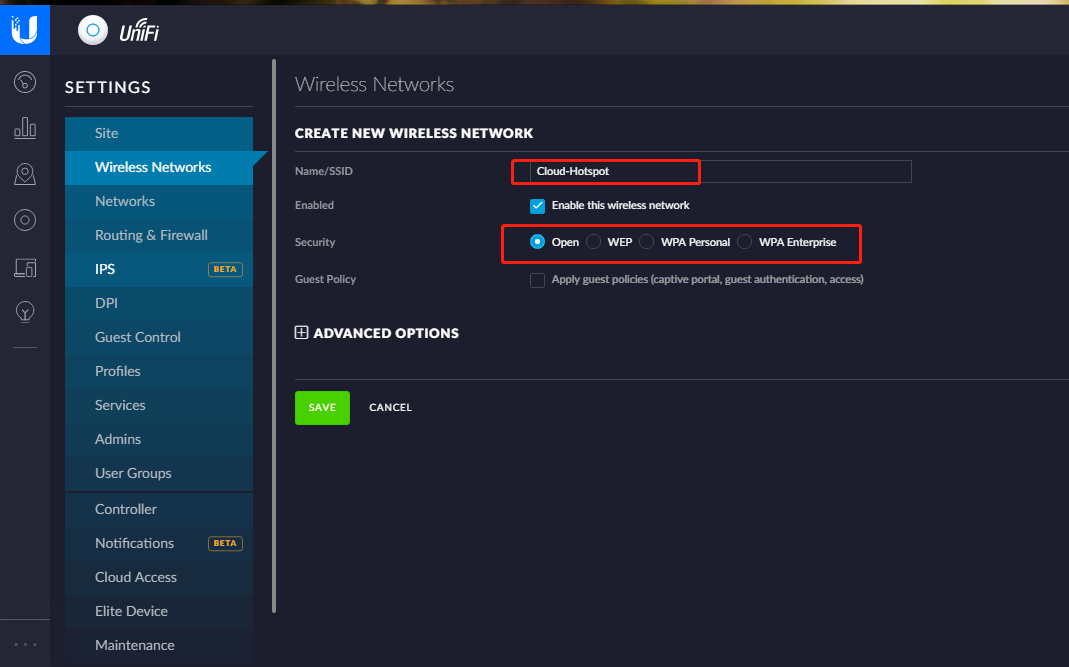 UniFi
SETTINGS
Site
Wireless Networks
Networks
Routing & Firewall
IPS BETA
DPI
Guest Control
Profiles
Services
Admins
User Groups
Controller
Notifications BETA
Cloud Access
Elite Device
Maintenance
Wireless Networks
CREATE NEW WIRELESS NETWORK
Name/SSID Cloud-Hotspot
Enabled Enable this wireless network
Security Open WEP WPA Personal WPA Enterprise
Guest Policy Apply guest policies (captive portal, guest authentication, access)
ADVANCED OPTIONS
SAVE CANCEL